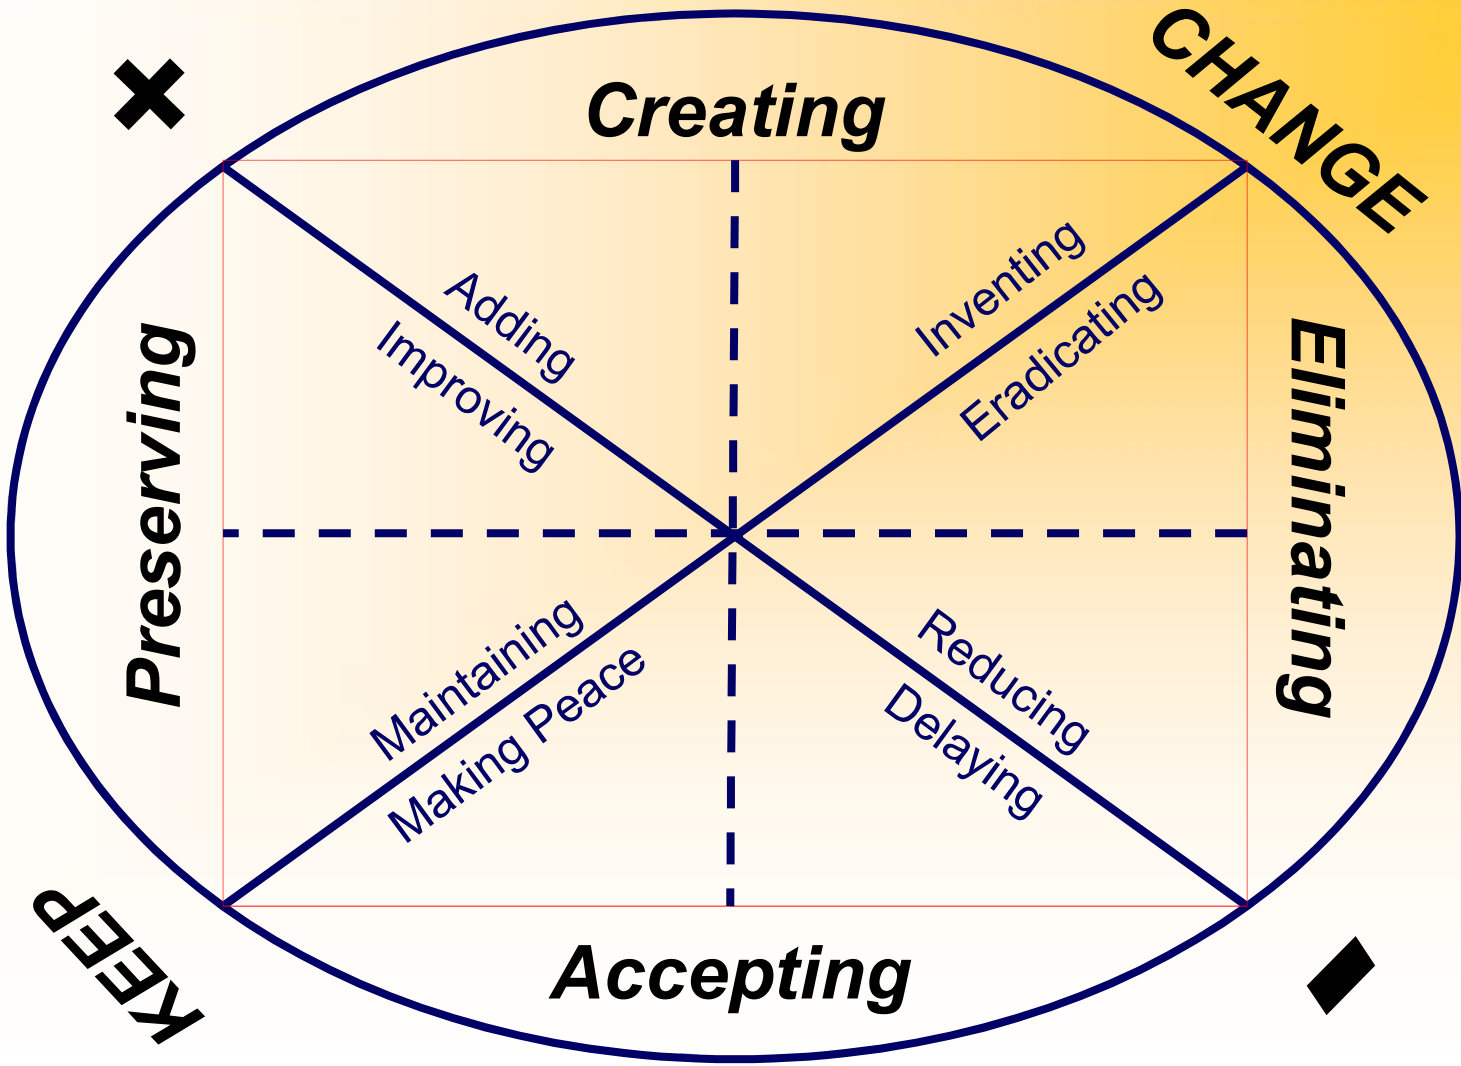 CHANGE
Creating
Adding
Improving
Inventing
Eradicating
Preserving
Eliminating
Maintaining
Making Peace
Reducing
Delaying
KEEP
Accepting